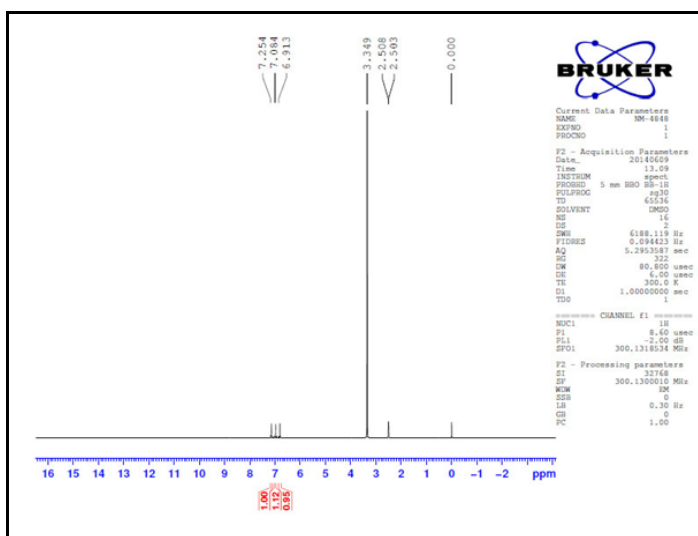 7.254
7.084
6.913
3.349
2.508
2.503
0.000
BRUKER
Current Data Parameters
NAME NM-4848
EXPNO 1
PROCNO 1
F2 - Acquisition Parameters
Date_ 20140609
Time 13.09
INSTRUM spect
PROBHD 5 mm BBO BB-1H
PULPROG zg30
TD 65536
SOLVENT DMSO
NS 16
DS 2
SWH 6188.119 Hz
FIDRES 0.094423 Hz
AQ 5.2953587 sec
RG 322
DW 80.800 usec
DE 6.00 usec
TE 300.0 K
D1 1.00000000 sec
TD0 1
======== CHANNEL f1 ========
NUC1 1H
P1 8.60 usec
PL1 -2.00 dB
SFO1 300.1318534 MHz
F2 - Processing parameters
SI 32768
SF 300.1300010 MHz
WDW EM
SSB 0
LB 0.30 Hz
GB 0
PC 1.00
16 15 14 13 12 11 10 9 8 7 6 5 4 3 2 1 0 -1 -2 ppm
1.00
1.12
0.95